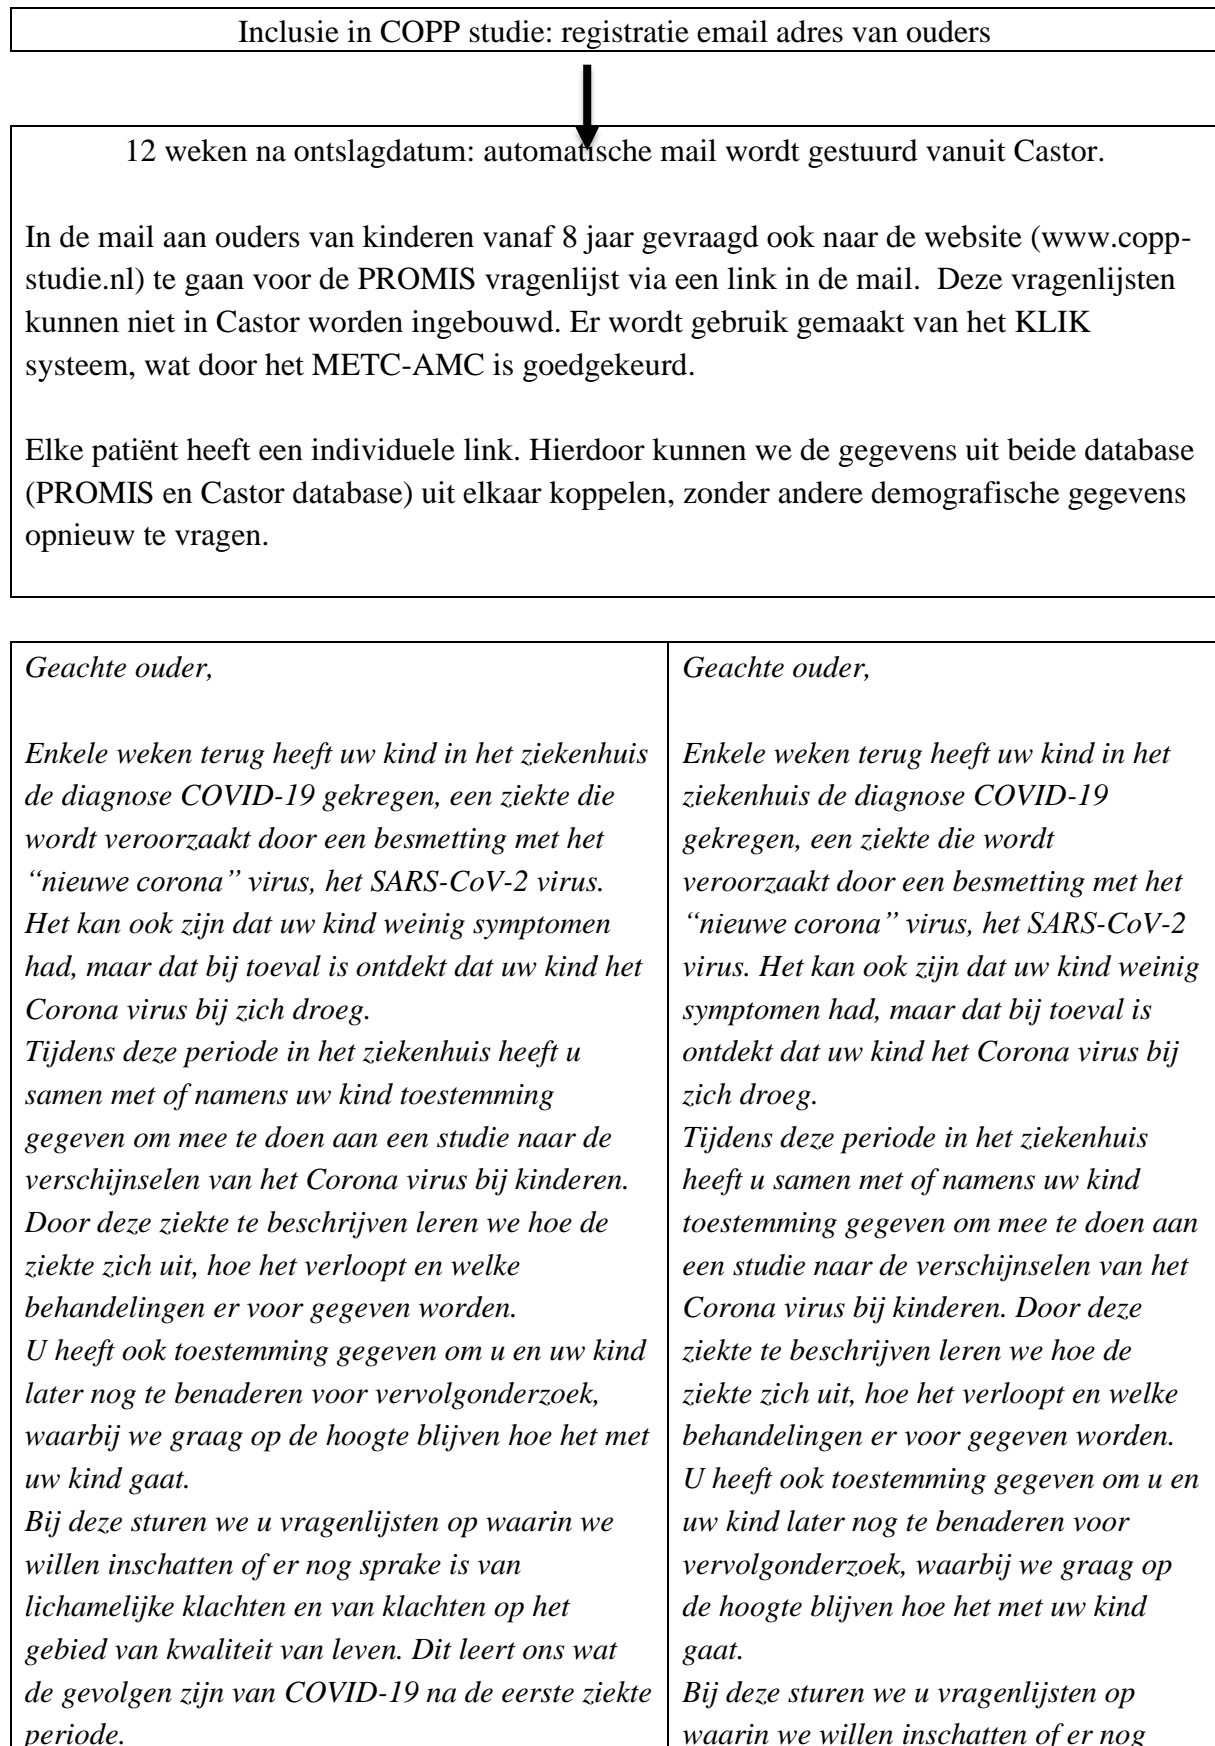 Inclusie in COPP studie: registratie email adres van ouders
12 weken na ontslagdatum: automatische mail wordt gestuurd vanuit Castor.
In de mail aan ouders van kinderen vanaf 8 jaar gevraagd ook naar de website (www.copp-
studie.nl) te gaan voor de PROMIS vragenlijst via een link in de mail.  Deze vragenlijsten
kunnen niet in Castor worden ingebouwd. Er wordt gebruik gemaakt van het KLIK
systeem, wat door het METC-AMC is goedgekeurd.
Elke patiënt heeft een individuele link. Hierdoor kunnen we de gegevens uit beide database
(PROMIS en Castor database) uit elkaar koppelen, zonder andere demografische gegevens
opnieuw te vragen.
Geachte ouder,
Enkele weken terug heeft uw kind in het ziekenhuis
de diagnose COVID-19 gekregen, een ziekte die
wordt veroorzaakt door een besmetting met het
“nieuwe corona” virus, het SARS-CoV-2 virus.
Het kan ook zijn dat uw kind weinig symptomen
had, maar dat bij toeval is ontdekt dat uw kind het
Corona virus bij zich droeg.
Tijdens deze periode in het ziekenhuis heeft u
samen met of namens uw kind toestemming
gegeven om mee te doen aan een studie naar de
verschijnselen van het Corona virus bij kinderen.
Door deze ziekte te beschrijven leren we hoe de
ziekte zich uit, hoe het verloopt en welke
behandelingen er voor gegeven worden.
U heeft ook toestemming gegeven om u en uw kind
later nog te benaderen voor vervolgonderzoek,
waarbij we graag op de hoogte blijven hoe het met
uw kind gaat.
Bij deze sturen we u vragenlijsten op waarin we
willen inschatten of er nog sprake is van
lichamelijke klachten en van klachten op het
gebied van kwaliteit van leven. Dit leert ons wat
de gevolgen zijn van COVID-19 na de eerste ziekte
periode.
Geachte ouder,
Enkele weken terug heeft uw kind in het
ziekenhuis de diagnose COVID-19
gekregen, een ziekte die wordt
veroorzaakt door een besmetting met het
“nieuwe corona” virus, het SARS-CoV-2
virus. Het kan ook zijn dat uw kind weinig
symptomen had, maar dat bij toeval is
ontdekt dat uw kind het Corona virus bij
zich droeg.
Tijdens deze periode in het ziekenhuis
heeft u samen met of namens uw kind
toestemming gegeven om mee te doen aan
een studie naar de verschijnselen van het
Corona virus bij kinderen. Door deze
ziekte te beschrijven leren we hoe de
ziekte zich uit, hoe het verloopt en welke
behandelingen er voor gegeven worden.
U heeft ook toestemming gegeven om u en
uw kind later nog te benaderen voor
vervolgonderzoek, waarbij we graag op
de hoogte blijven hoe het met uw kind
gaat.
Bij deze sturen we u vragenlijsten op
waarin we willen inschatten of er nog